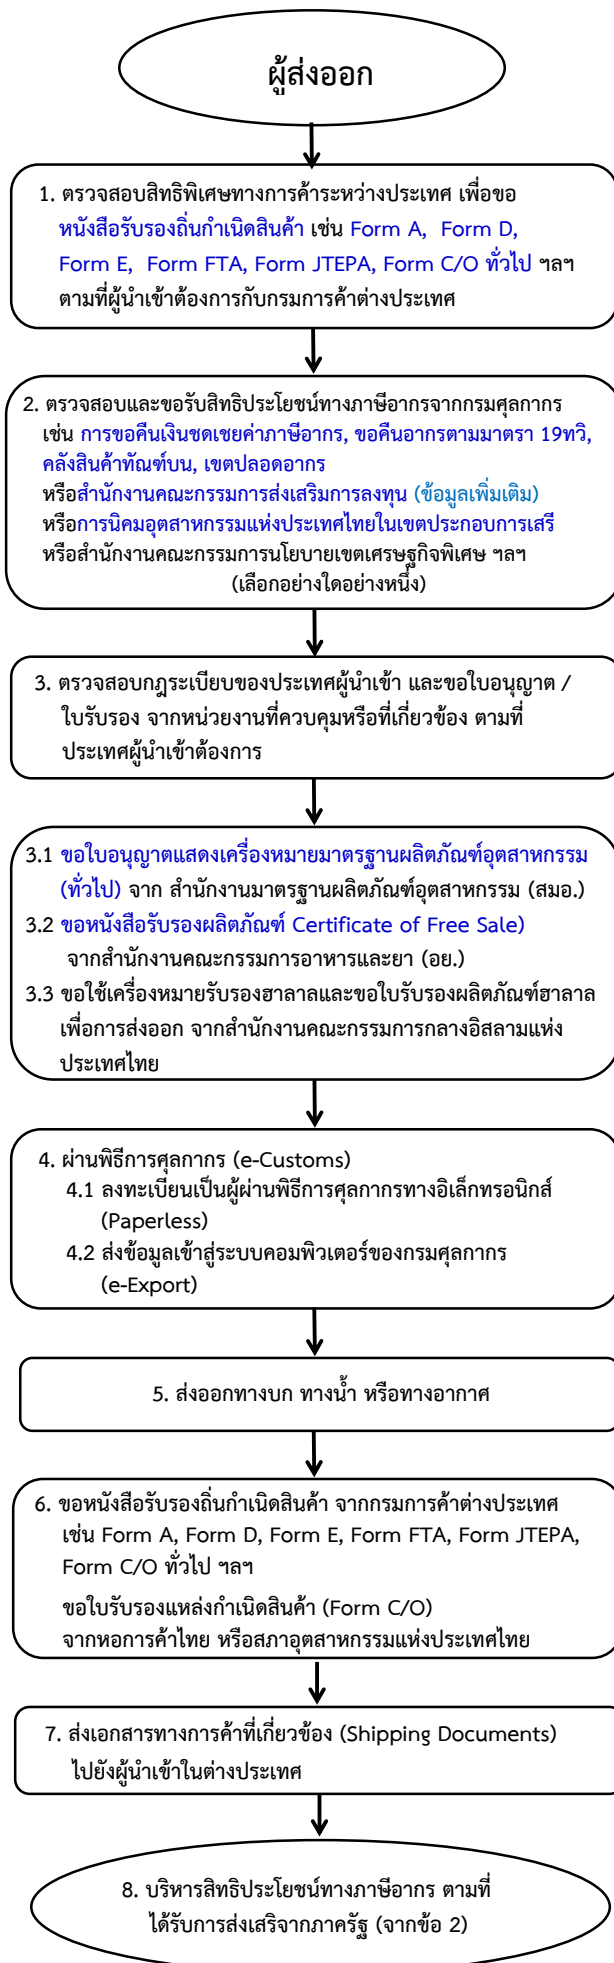 ผู้ส่งออก
1. ตรวจสอบสิทธิพิเศษทางการค้าระหว่างประเทศ เพื่อขอ
หนังสือรับรองถิ่นกำเนิดสินค้า เช่น Form A, Form D,
Form E, Form FTA, Form JTEPA, Form C/O ทั่วไป ฯลฯ
ตามที่ผู้นำเข้าต้องการกับกรมการค้าต่างประเทศ
2. ตรวจสอบและขอรับสิทธิประโยชน์ทางภาษีอากรจากกรมศุลกากร
เช่น การขอคืนเงินชดเชยค่าภาษีอากร, ขอคืนอากรตามมาตรา 19ทวิ,
คลังสินค้าทัณฑ์บน, เขตปลอดอากร
หรือสำนักงานคณะกรรมการส่งเสริมการลงทุน (ข้อมูลเพิ่มเติม)
หรือการนิคมอุตสาหกรรมแห่งประเทศไทยในเขตประกอบการเสรี
หรือสำนักงานคณะกรรมการนโยบายเขตเศรษฐกิจพิเศษ ฯลฯ
(เลือกอย่างใดอย่างหนึ่ง)
3. ตรวจสอบกฎระเบียบของประเทศผู้นำเข้า และขอใบอนุญาต /
ใบรับรอง จากหน่วยงานที่ควบคุมหรือที่เกี่ยวข้อง ตามที่
ประเทศผู้นำเข้าต้องการ
3.1 ขอใบอนุญาตแสดงเครื่องหมายมาตรฐานผลิตภัณฑ์อุตสาหกรรม
(ทั่วไป) จาก สำนักงานมาตรฐานผลิตภัณฑ์อุตสาหกรรม (สมอ.)
3.2 ขอหนังสือรับรองผลิตภัณฑ์ Certificate of Free Sale)
จากสำนักงานคณะกรรมการอาหารและยา (อย.)
3.3 ขอใช้เครื่องหมายรับรองฮาลาลและขอใบรับรองผลิตภัณฑ์ฮาลาล
เพื่อการส่งออก จากสำนักงานคณะกรรมการกลางอิสลามแห่ง
ประเทศไทย
4. ผ่านพิธีการศุลกากร (e-Customs)
4.1 ลงทะเบียนเป็นผู้ผ่านพิธีการศุลกากรทางอิเล็กทรอนิกส์
(Paperless)
4.2 ส่งข้อมูลเข้าสู่ระบบคอมพิวเตอร์ของกรมศุลกากร
(e-Export)
5. ส่งออกทางบก ทางน้ำ หรือทางอากาศ
6. ขอหนังสือรับรองถิ่นกำเนิดสินค้า จากกรมการค้าต่างประเทศ
เช่น Form A, Form D, Form E, Form FTA, Form JTEPA,
Form C/O ทั่วไป ฯลฯ
ขอใบรับรองแหล่งกำเนิดสินค้า (Form C/O)
จากหอการค้าไทย หรือสภาอุตสาหกรรมแห่งประเทศไทย
7. ส่งเอกสารทางการค้าที่เกี่ยวข้อง (Shipping Documents)
ไปยังผู้นำเข้าในต่างประเทศ
8. บริหารสิทธิประโยชน์ทางภาษีอากร ตามที่
ได้รับการส่งเสริจากภาครัฐ (จากข้อ 2)